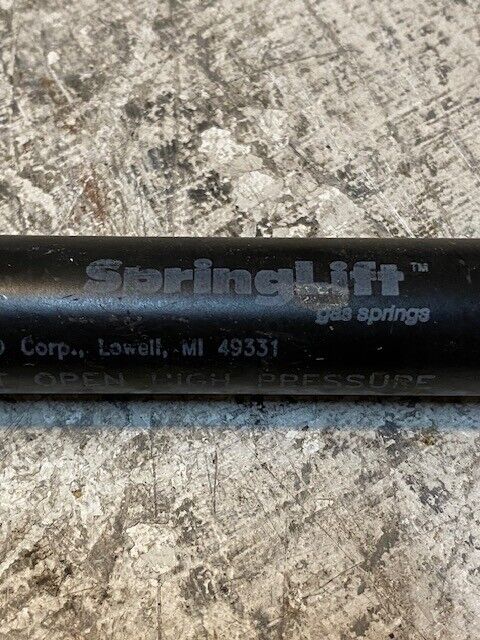 SpringLift™
gas springs
Corp., Lowell, MI 49331
OPEN HIGH PRESSURE